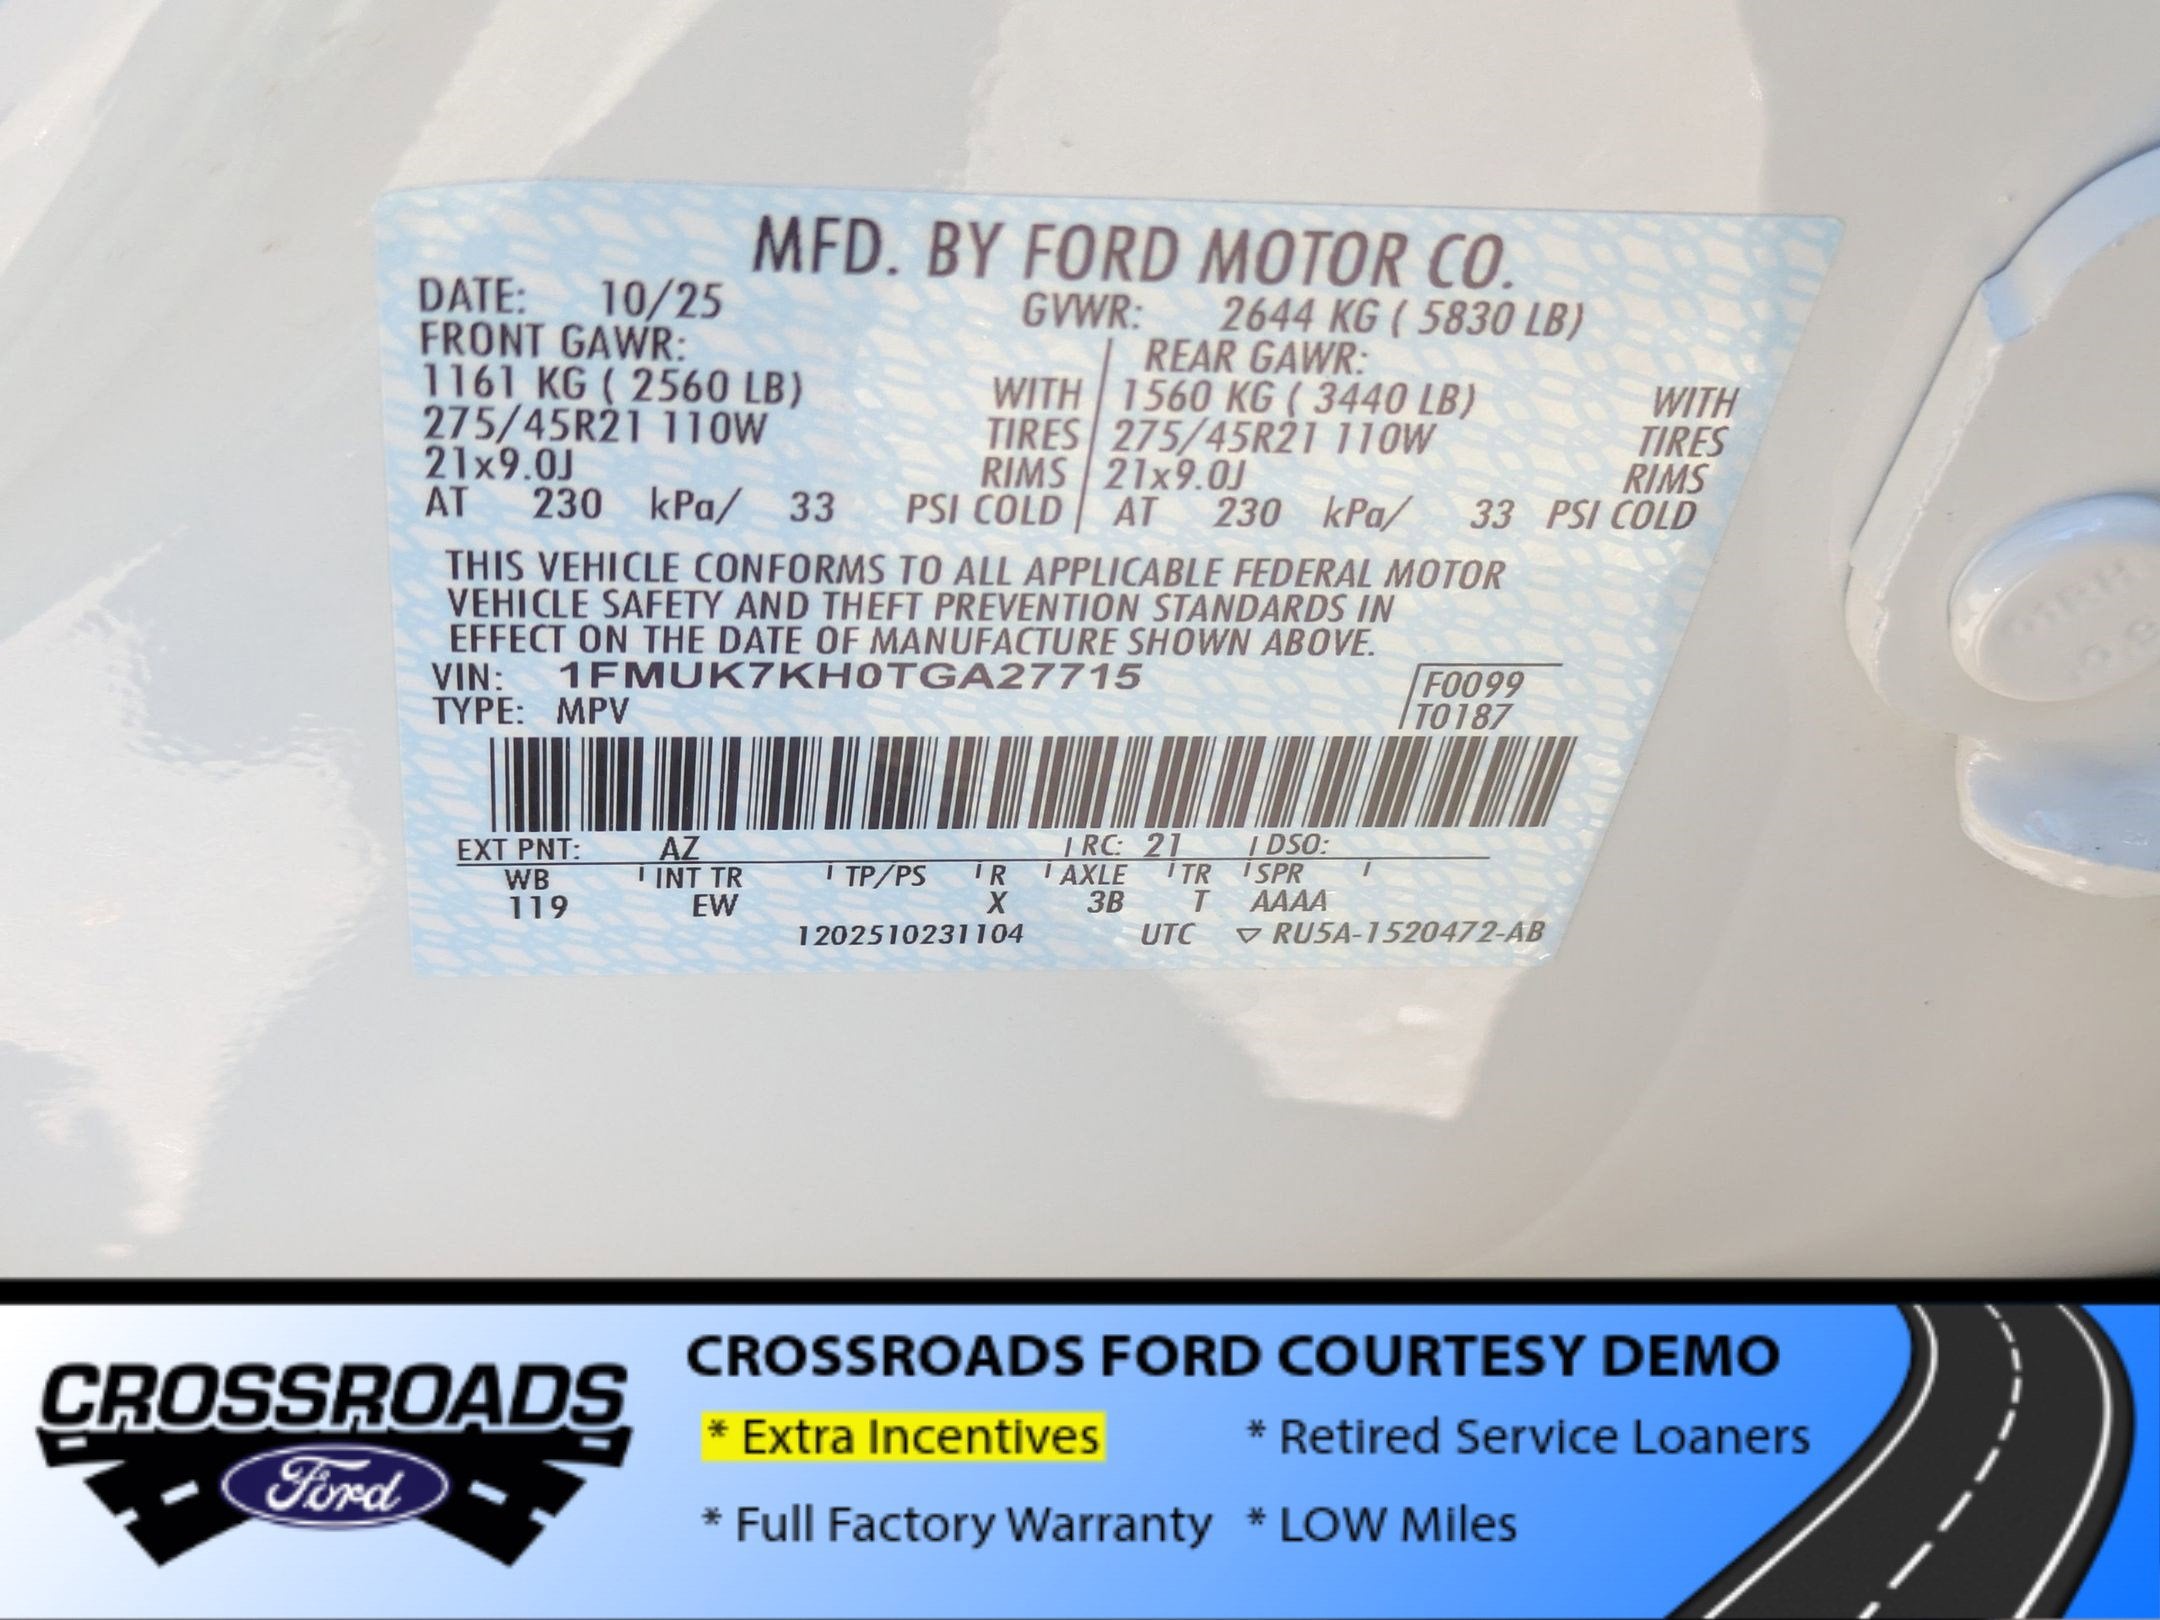 MFD. BY FORD MOTOR CO.
DATE: 10/25 GVWR: 2644 KG ( 5830 LB)
FRONT GAWR: REAR GAWR:
1161 KG ( 2560 LB) WITH 1560 KG ( 3440 LB) WITH
275/45R21 110W TIRES 275/45R21 110W TIRES
21x9.0J RIMS 21x9.0J RIMS
AT 230 kPa/ 33 PSI COLD AT 230 kPa/ 33 PSI COLD
THIS VEHICLE CONFORMS TO ALL APPLICABLE FEDERAL MOTOR
VEHICLE SAFETY AND THEFT PREVENTION STANDARDS IN
EFFECT ON THE DATE OF MANUFACTURE SHOWN ABOVE.
VIN: 1FMUK7KH0TGA27715 F0099
TYPE: MPV T0187
EXT PNT: AZ RC: 21 DSO:
WB INT TR TP/PS R AXLE TR SPR
119 EW X 3B T AAAA
1202510231104 UTC ▽ RU5A-1520472-AB
CROSSROADS
Ford
CROSSROADS FORD COURTESY DEMO
* Extra Incentives * Retired Service Loaners
* Full Factory Warranty * LOW Miles